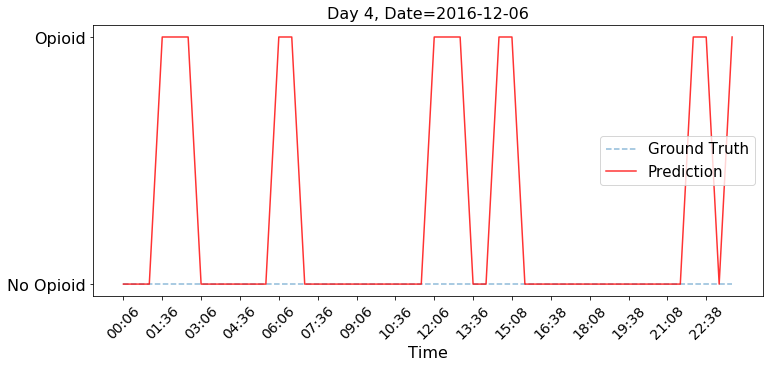 Day 4, Date=2016-12-06
Opioid
No Opioid
Ground Truth
Prediction
00:06 01:36 03:06 04:36 06:06 07:36 09:06 10:36 12:06 13:36 15:08 16:38 18:08 19:38 21:08 22:38
Time